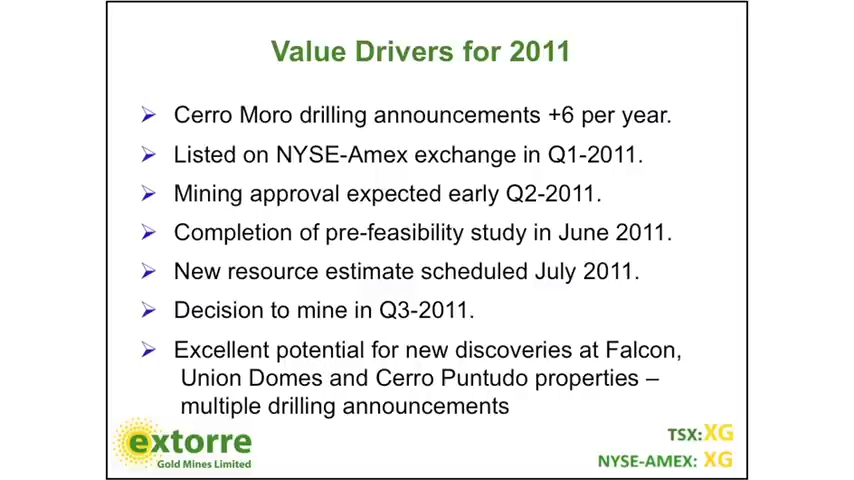 Value Drivers for 2011
Cerro Moro drilling announcements +6 per year.
Listed on NYSE-Amex exchange in Q1-2011.
Mining approval expected early Q2-2011.
Completion of pre-feasibility study in June 2011.
New resource estimate scheduled July 2011.
Decision to mine in Q3-2011.
Excellent potential for new discoveries at Falcon,
Union Domes and Cerro Puntudo properties –
multiple drilling announcements
extorre
Gold Mines Limited
TSX:XG
NYSE-AMEX: XG